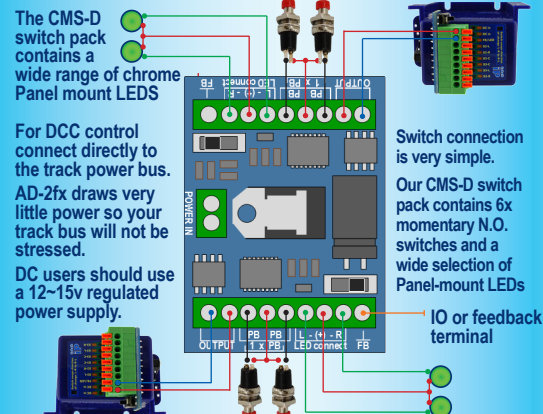 The CMS-D
switch pack
contains a
wide range of chrome
Panel mount LEDS
For DCC control
connect directly to
the track power bus.
AD-2fx draws very
little power so your
track bus will not be
stressed.
DC users should use
a 12~15v regulated
power supply.
FB
LED connect
L - (+) - R
PB PB
1 x PB
OUTPUT
POWER IN
OUTPUT
PB PB
1 x PB
L - (+) - R
LED connect
FB
Switch connection
is very simple.
Our CMS-D switch
pack contains 6x
momentary N.O.
switches and a
wide selection of
Panel-mount LEDs
IO or feedback
terminal